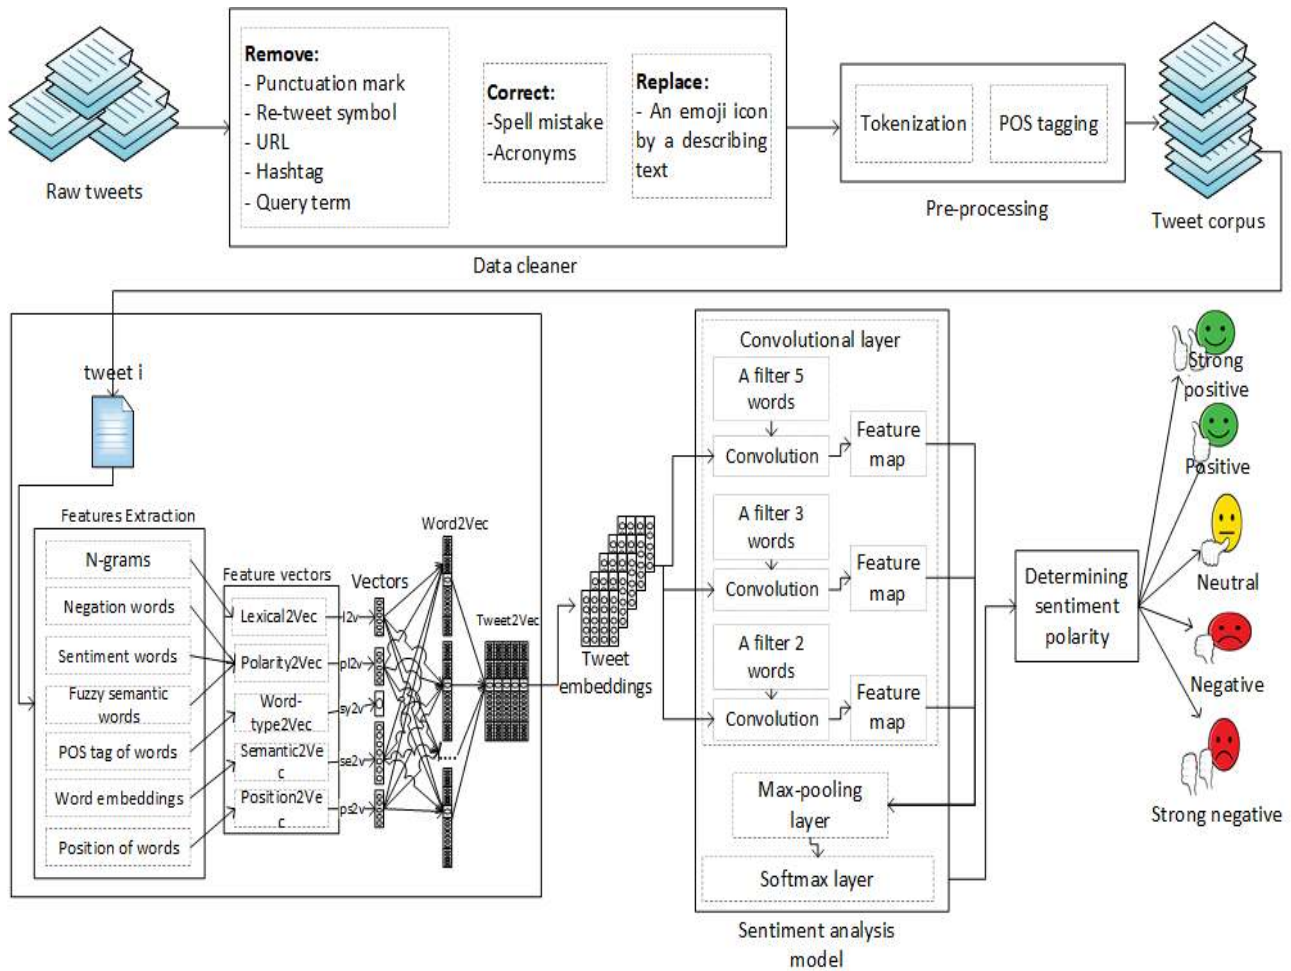 Raw tweets
Remove:
- Punctuation mark
- Re-tweet symbol
- URL
- Hashtag
- Query term
Correct:
-Spell mistake
-Acronyms
Replace:
- An emoji icon
by a describing
text
Data cleaner
Tokenization
POS tagging
Pre-processing
Tweet corpus
tweet i
Features Extraction
N-grams
Negation words
Sentiment words
Fuzzy semantic
words
POS tag of words
Word embeddings
Position of words
Feature vectors
Lexical2Vec
Polarity2Vec
Word-
type2Vec
Semantic2Ve
c
Position2Ve
c
Vectors
l2v
pl2v
sy2v
se2v
ps2v
Word2Vec
....
Tweet2Vec
Tweet
embeddings
Convolutional layer
A filter 5
words
Convolution
Feature
map
A filter 3
words
Convolution
Feature
map
A filter 2
words
Convolution
Feature
map
Max-pooling
layer
Softmax layer
Sentiment analysis
model
Determining
sentiment
polarity
Strong
positive
Positive
Neutral
Negative
Strong negative